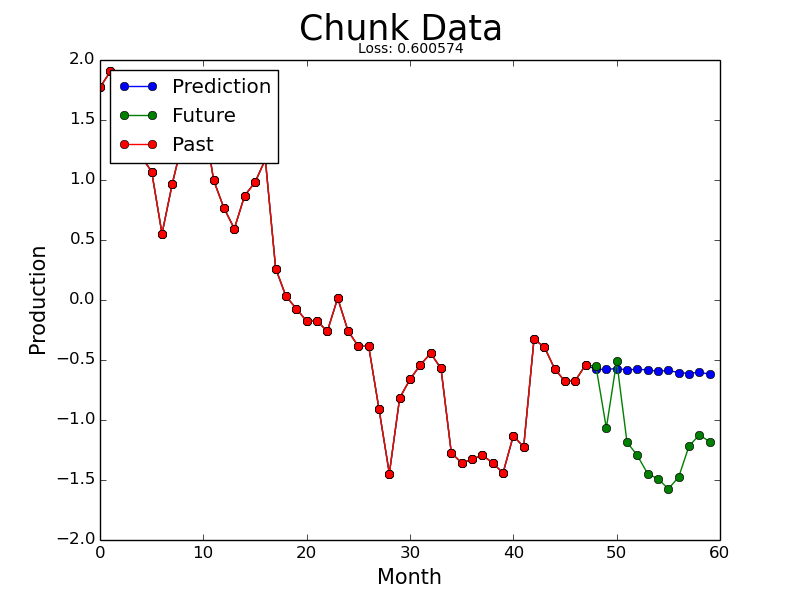 Chunk Data
Loss: 0.600574
Prediction
Future
Past
Production
2.0
1.5
1.0
0.5
0.0
−0.5
−1.0
−1.5
−2.0
0 10 20 30 40 50 60
Month